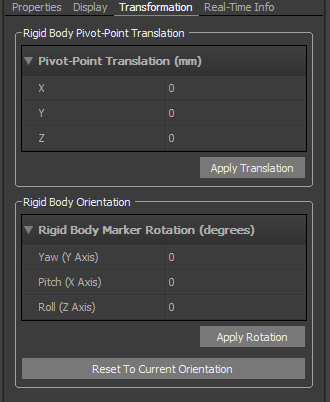 Properties Display Transformation Real-Time Info
Rigid Body Pivot-Point Translation
Pivot-Point Translation (mm)
X 0
Y 0
Z 0
Apply Translation
Rigid Body Orientation
Rigid Body Marker Rotation (degrees)
Yaw (Y Axis) 0
Pitch (X Axis) 0
Roll (Z Axis) 0
Apply Rotation
Reset To Current Orientation